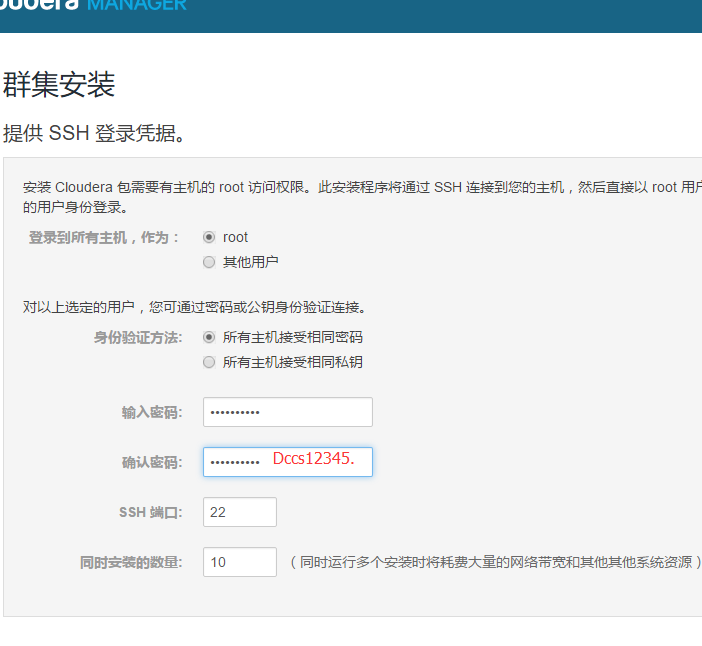 oudera MANAGER
群集安装
提供 SSH 登录凭据。
安装 Cloudera 包需要有主机的 root 访问权限。此安装程序将通过 SSH 连接到您的主机，然后直接以 root 用户
的用户身份登录。
登录到所有主机，作为： root
其他用户
对以上选定的用户，您可通过密码或公钥身份验证连接。
身份验证方法: 所有主机接受相同密码
所有主机接受相同私钥
输入密码: ••••••••••
确认密码: •••••••••• Dccs12345.
SSH 端口: 22
同时安装的数量: 10 （同时运行多个安装时将耗费大量的网络带宽和其他其他系统资源）